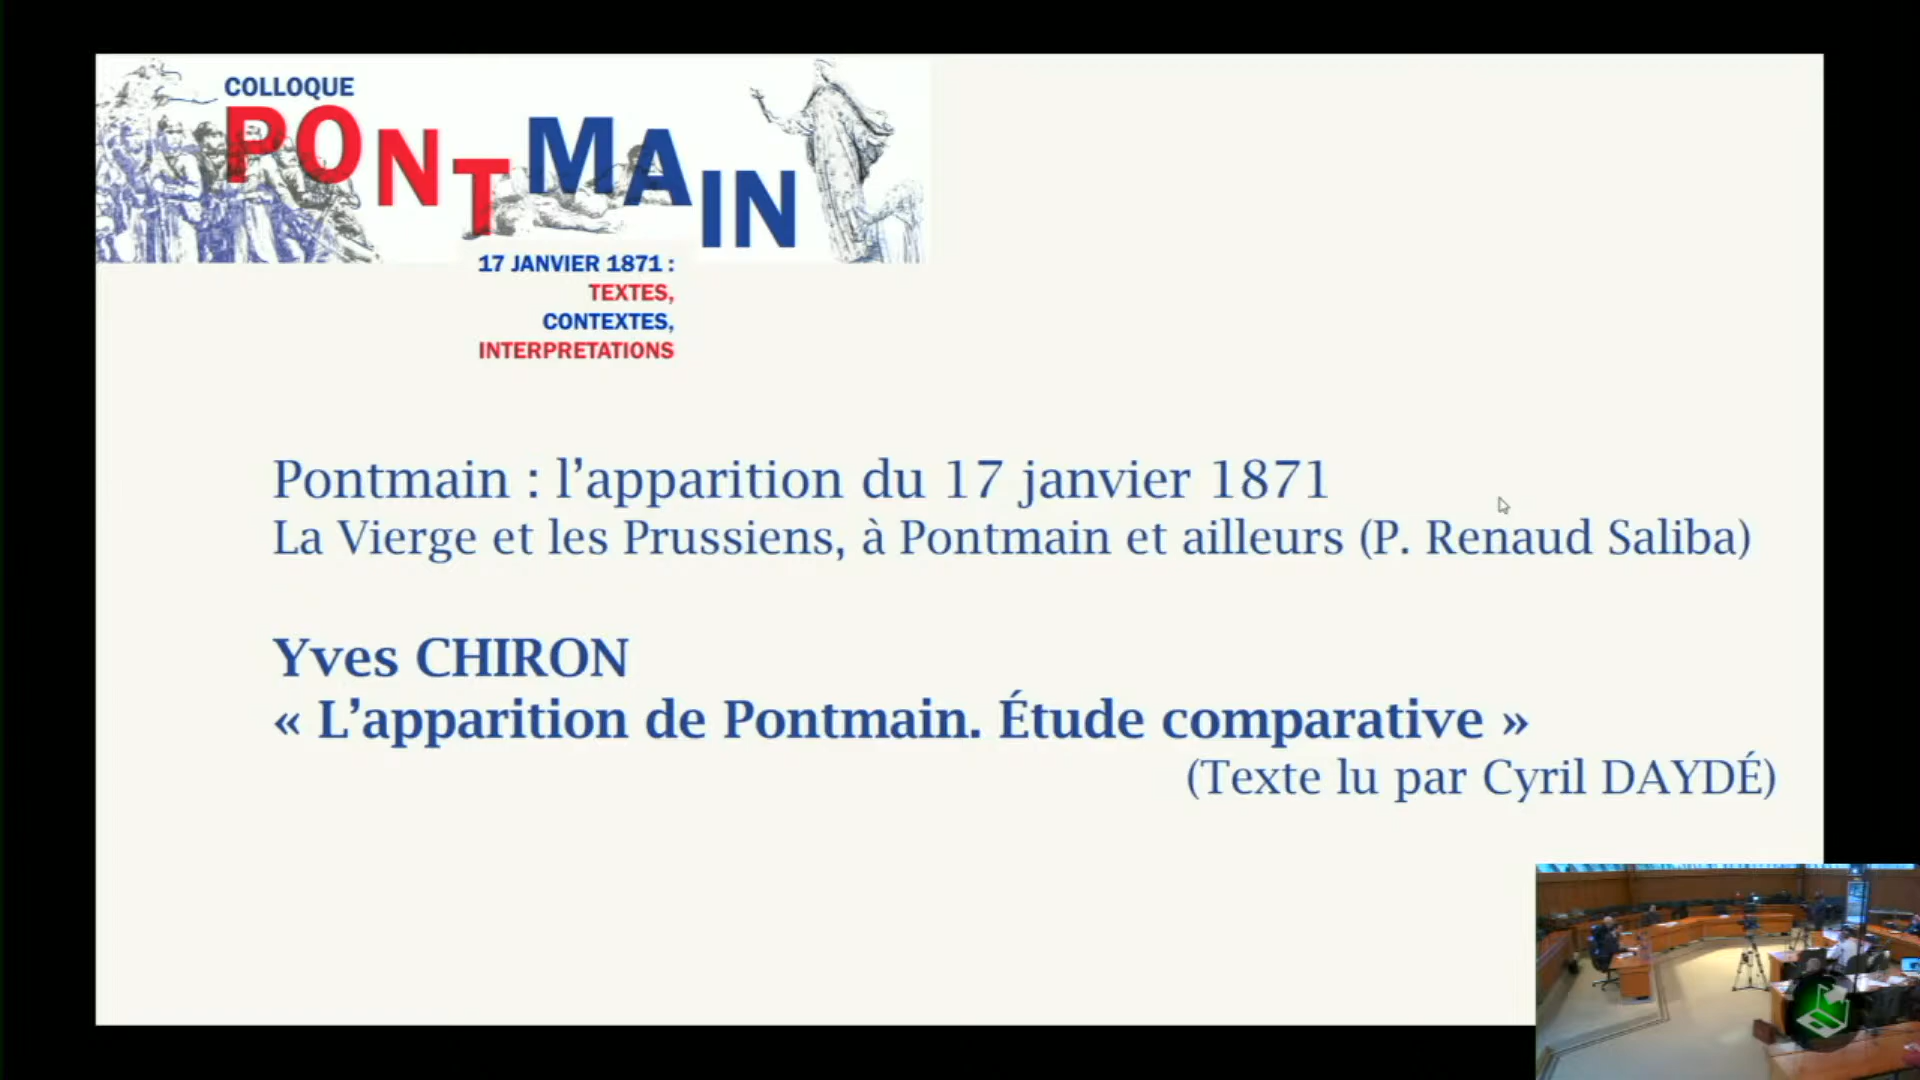 COLLOQUE
PONTMAIN
17 JANVIER 1871 :
TEXTES,
CONTEXTES,
INTERPRETATIONS
Pontmain : l’apparition du 17 janvier 1871
La Vierge et les Prussiens, à Pontmain et ailleurs (P. Renaud Saliba)
Yves CHIRON
« L’apparition de Pontmain. Étude comparative »
(Texte lu par Cyril DAYDÉ)